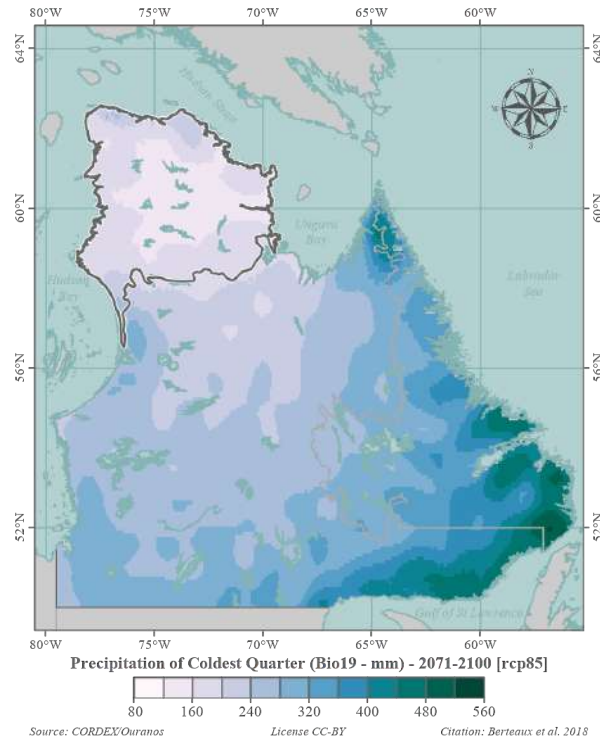 80°W 75°W 70°W 65°W 60°W
64°N 64°N
Hudson Strait
N
W E
S
60°N 60°N
Ungava
Bay
Hudson
Bay
Labrador
Sea
56°N 56°N
52°N 52°N
Gulf of St Lawrence
80°W 75°W 70°W 65°W 60°W
Precipitation of Coldest Quarter (Bio19 - mm) - 2071-2100 [rcp85]
80 160 240 320 400 480 560
Source: CORDEX/Ouranos License CC-BY Citation: Berteaux et al. 2018